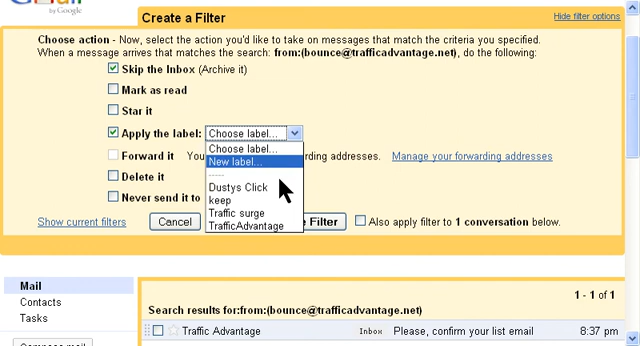 by Google
Create a Filter
Hide filter options
Choose action - Now, select the action you'd like to take on messages that match the criteria you specified.
When a message arrives that matches the search: from:(bounce@trafficadvantage.net), do the following:
Skip the Inbox (Archive it)
Mark as read
Star it
Apply the label: Choose label...
Choose label...
New label...
Forward it You rding addresses. Manage your forwarding addresses
-----
Delete it
Dustys Click
Never send it to
keep
Traffic surge
TrafficAdvantage
Show current filters Cancel e Filter Also apply filter to 1 conversation below.
Mail
Contacts
Tasks
Compose mail
1 - 1 of 1
Search results for:from:(bounce@trafficadvantage.net)
Traffic Advantage Inbox Please, confirm your list email 8:37 pm